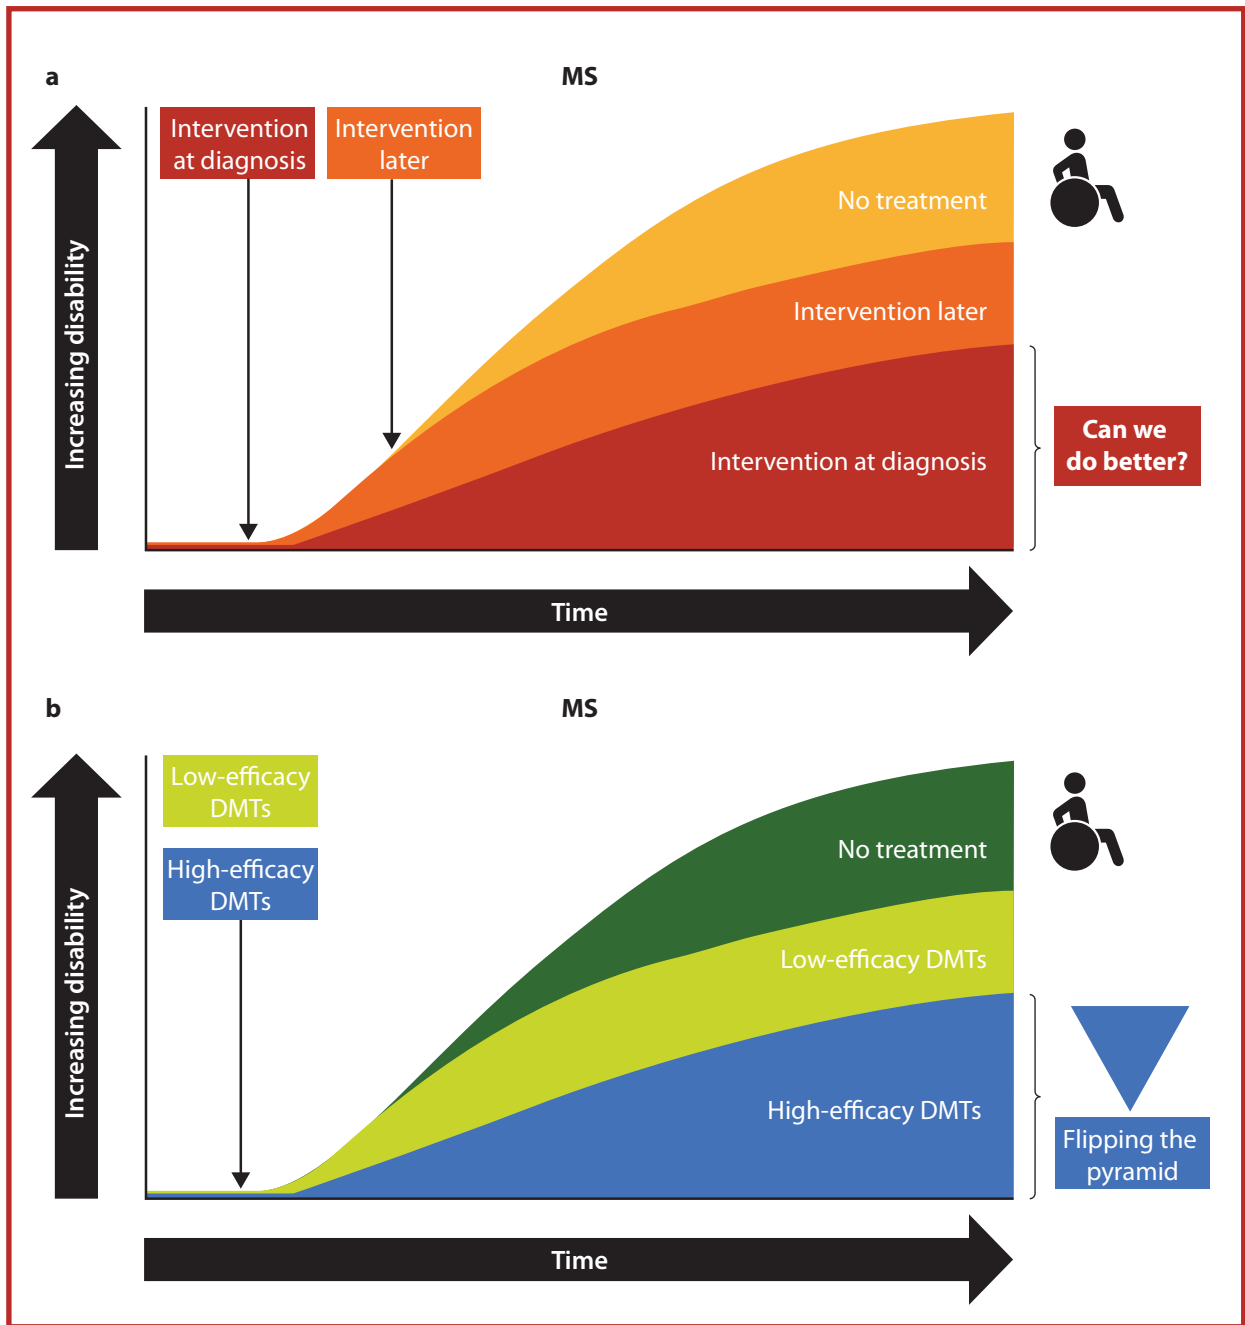 a
MS
Intervention
at diagnosis
Intervention
later
Increasing disability
No treatment
Intervention later
Intervention at diagnosis
Can we
do better?
Time
b
MS
Low-efficacy
DMTs
High-efficacy
DMTs
Increasing disability
No treatment
Low-efficacy DMTs
High-efficacy DMTs
Flipping the
pyramid
Time